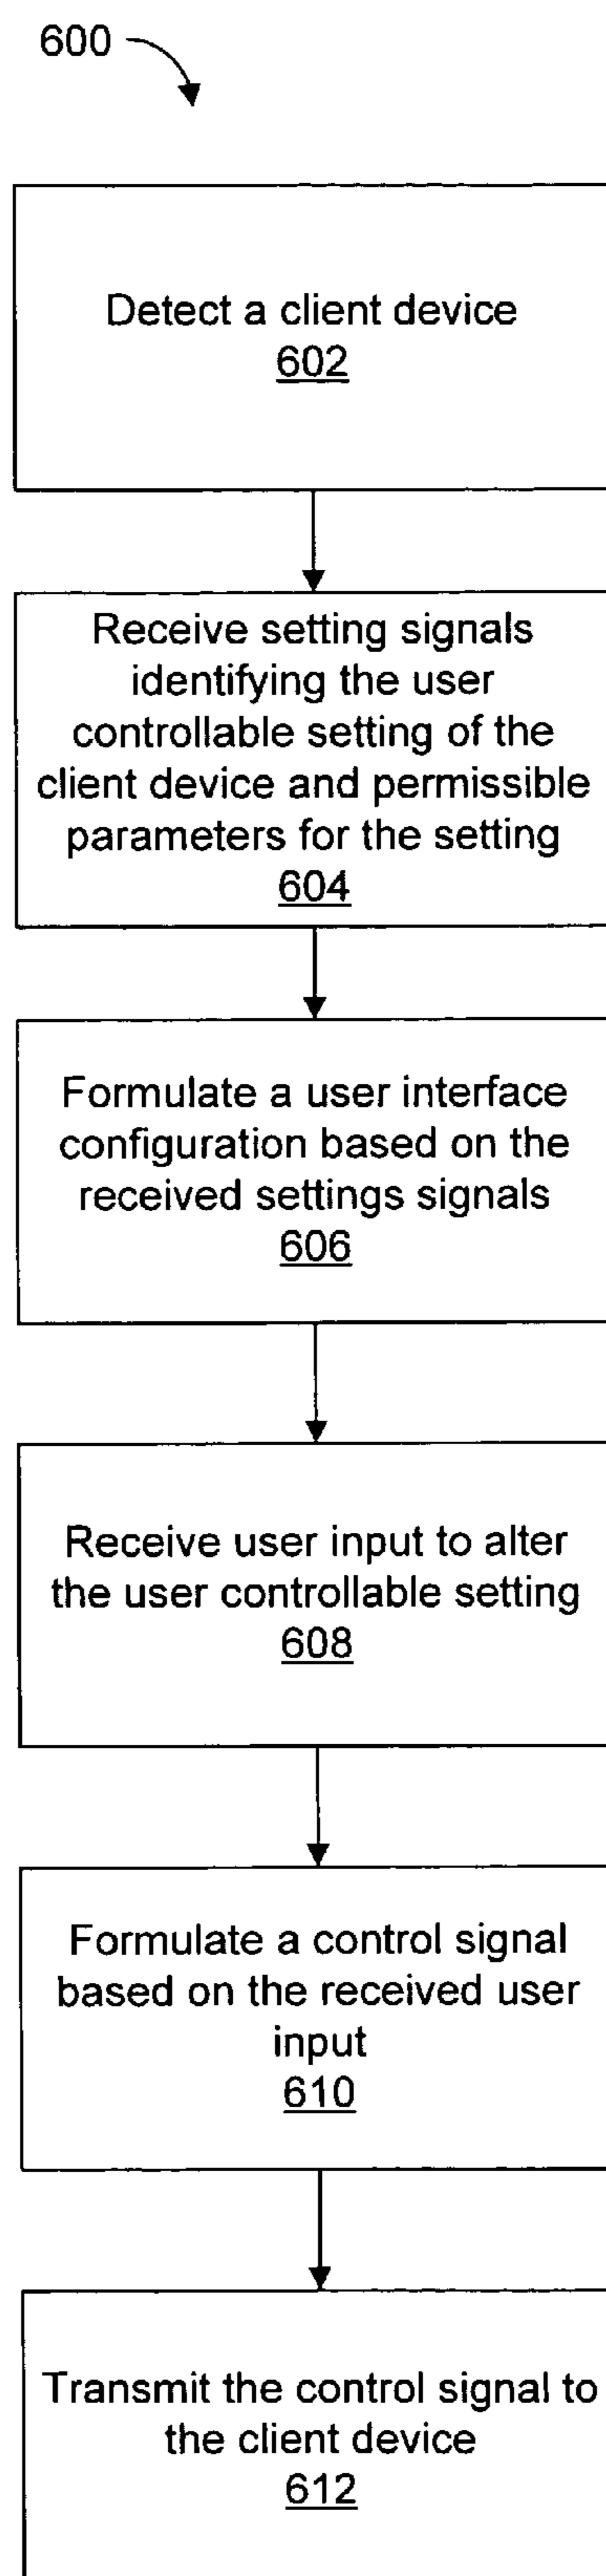 600
Detect a client device
602
Receive setting signals
identifying the user
controllable setting of the
client device and permissible
parameters for the setting
604
Formulate a user interface
configuration based on the
received settings signals
606
Receive user input to alter
the user controllable setting
608
Formulate a control signal
based on the received user
input
610
Transmit the control signal to
the client device
612